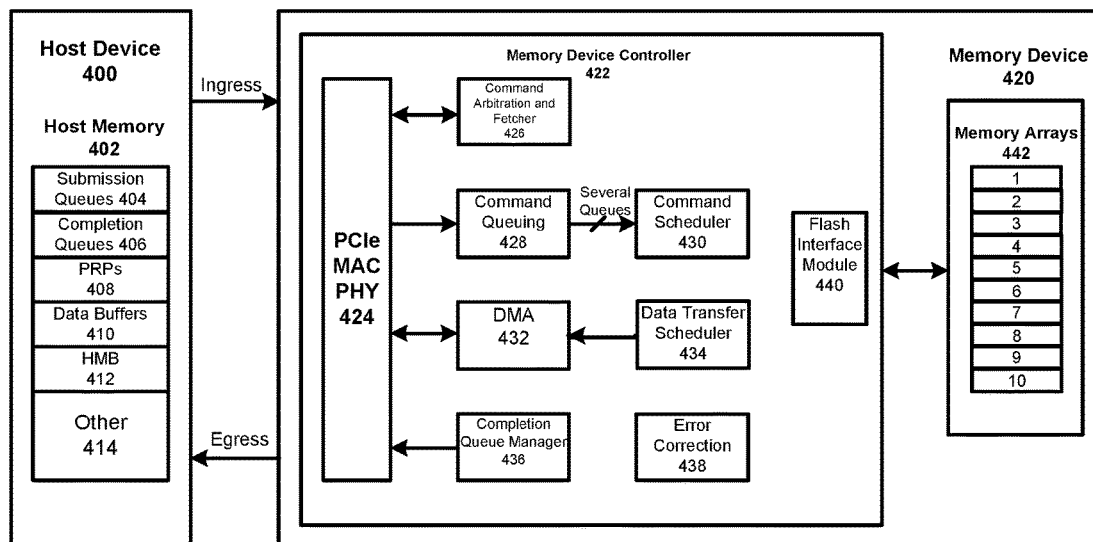 Host Device
400
Host Memory
402
Submission
Queues 404
Completion
Queues 406
PRPs
408
Data Buffers
410
HMB
412
Other
414
Ingress
Egress
Memory Device Controller
422
PCIe
MAC
PHY
424
Command
Arbitration and
Fetcher
426
Command
Queuing
428
Several
Queues
Command
Scheduler
430
DMA
432
Data Transfer
Scheduler
434
Completion
Queue Manager
436
Error
Correction
438
Flash
Interface
Module
440
Memory Device
420
Memory Arrays
442
1
2
3
4
5
6
7
8
9
10